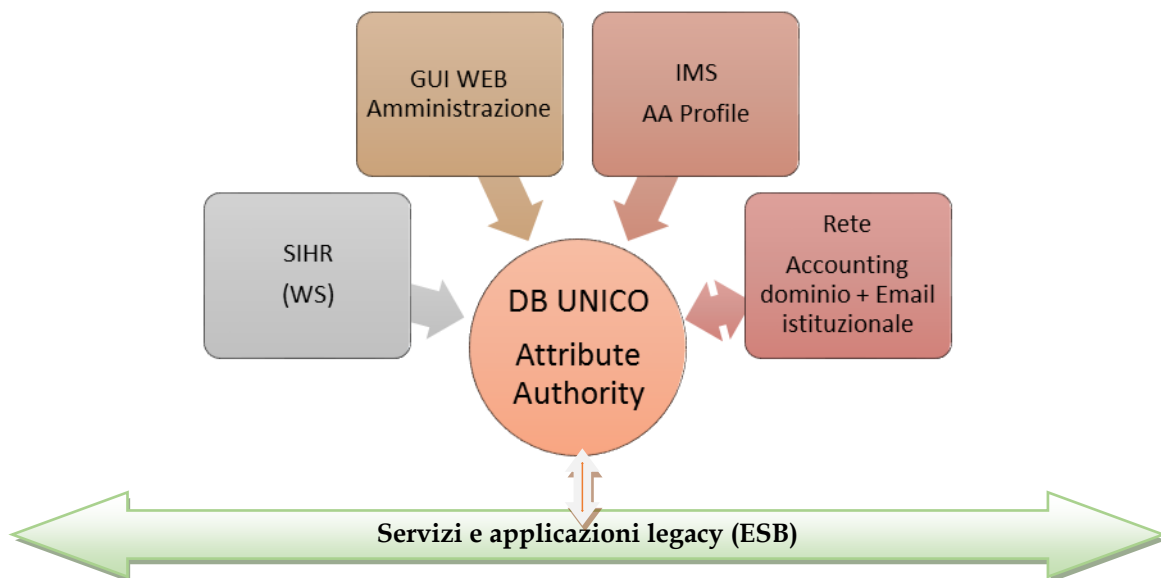 GUI WEB
Amministrazione
IMS
AA Profile
SIHR
(WS)
Rete
Accounting
dominio + Email
istituzionale
DB UNICO
Attribute
Authority
Servizi e applicazioni legacy (ESB)